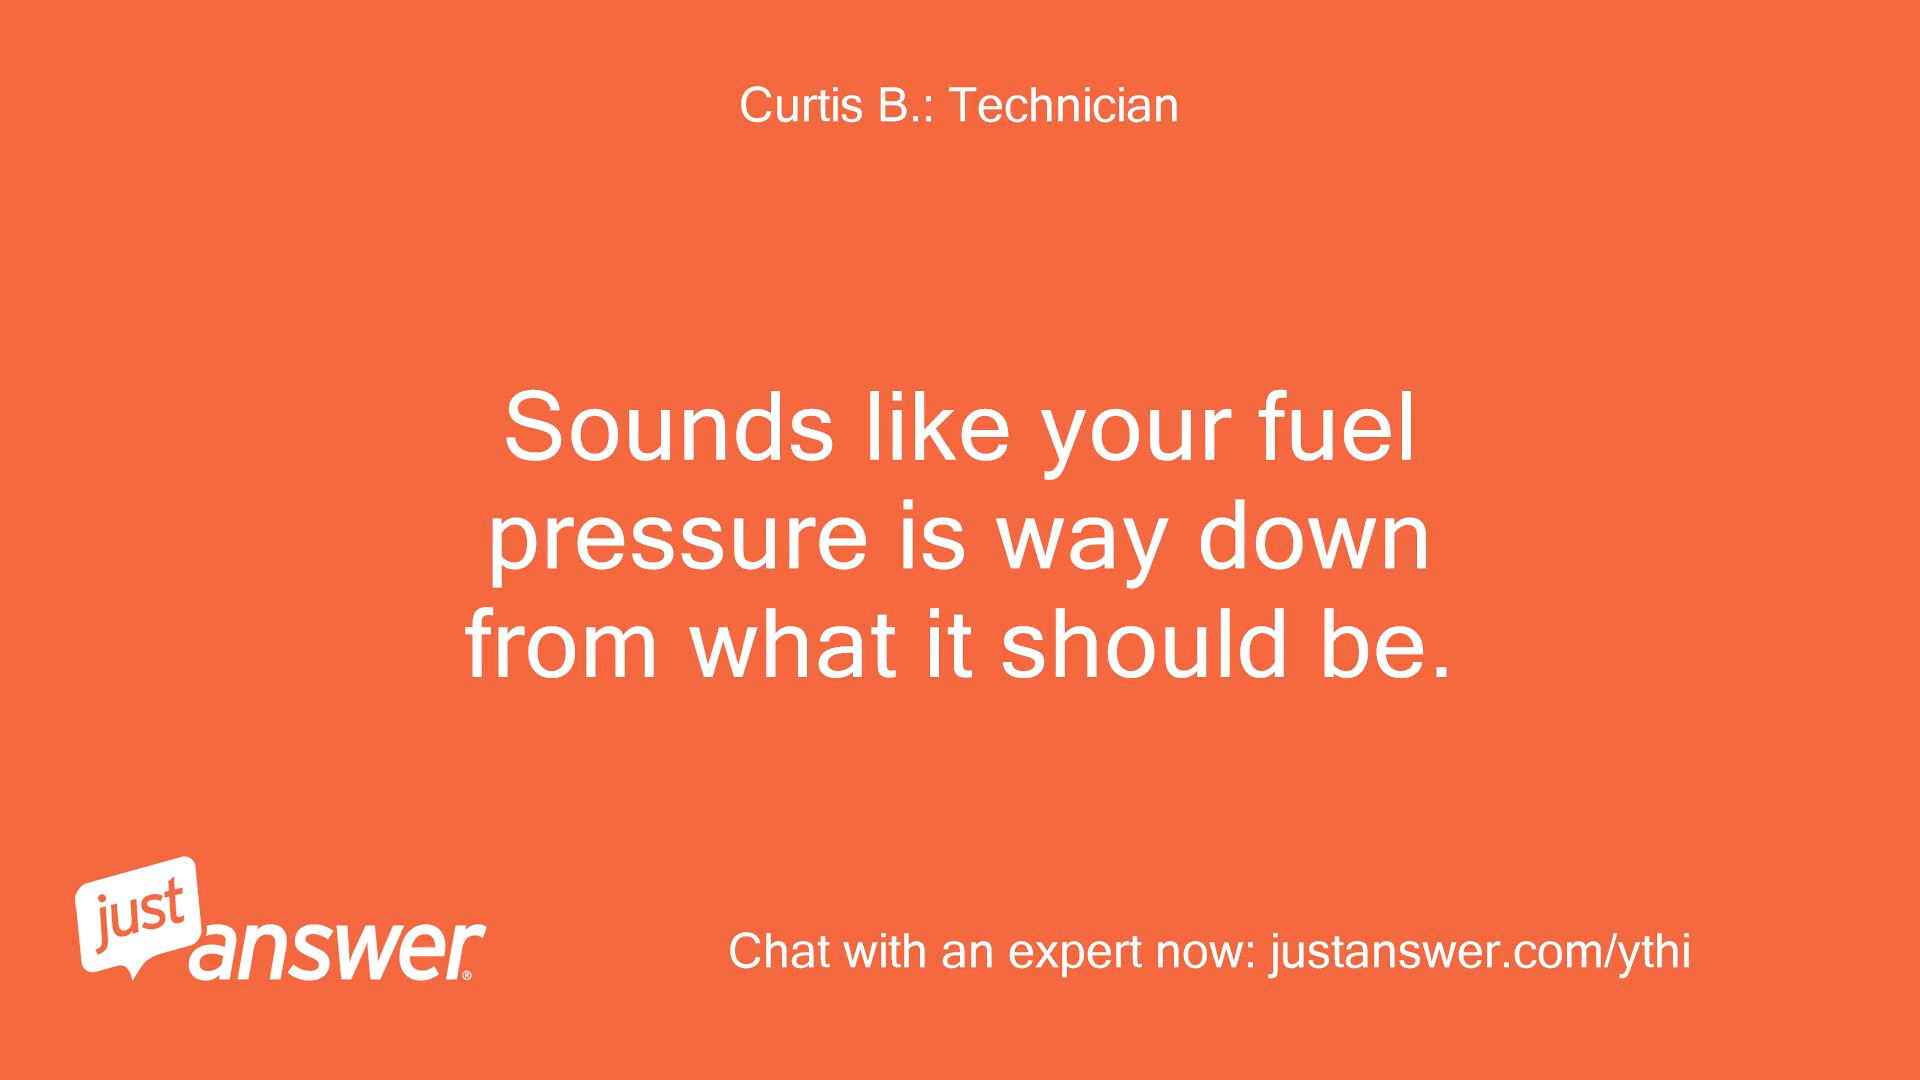 Curtis B.: Technician
Sounds like your fuel
pressure is way down
from what it should be.
just
answer®
Chat with an expert now: justanswer.com/ythi